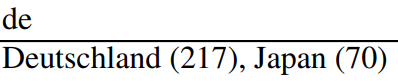 de
Deutschland (217), Japan (70)